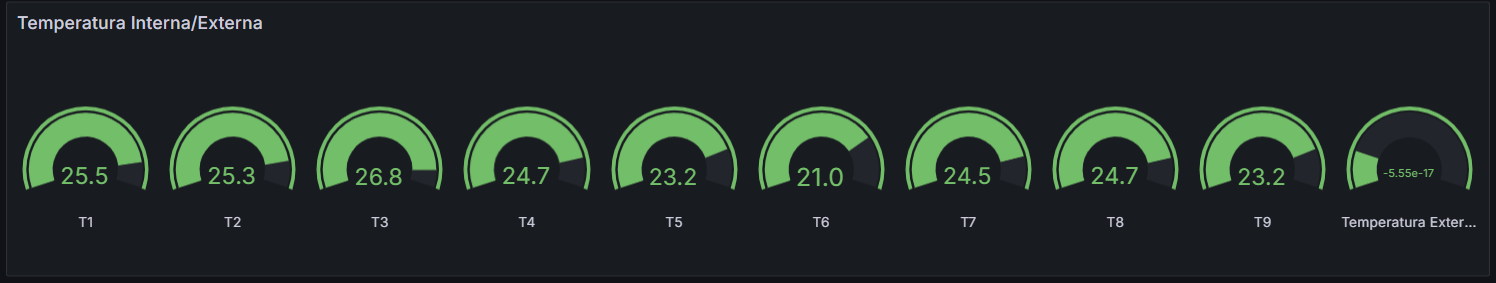 Temperatura Interna/Externa
25.5 25.3 26.8 24.7 23.2 21.0 24.5 24.7 23.2 -5.55e-17
T1 T2 T3 T4 T5 T6 T7 T8 T9 Temperatura Exter...